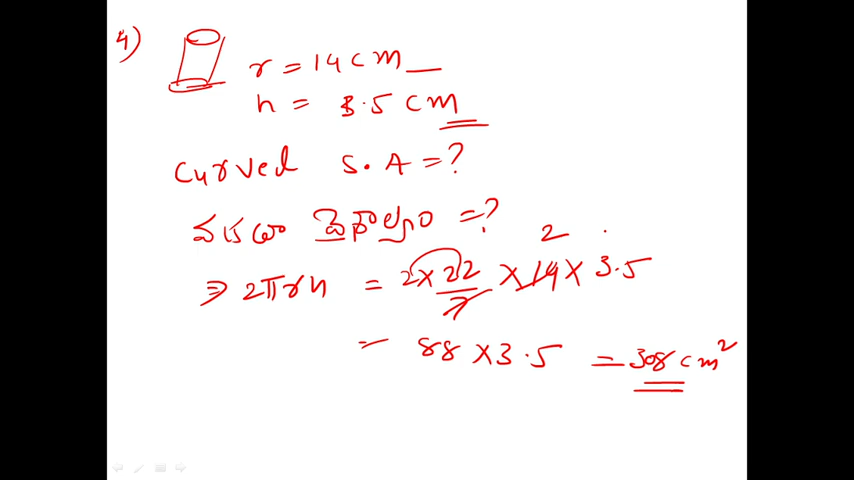 4)
r = 14 cm
h = 3.5 cm
Curved S.A = ?
వక్రతల వైశాల్యం = ?
2
⇒ 2πrh = 2 × 22/7 × 14 × 3.5
= 88 × 3.5 = 308 cm²